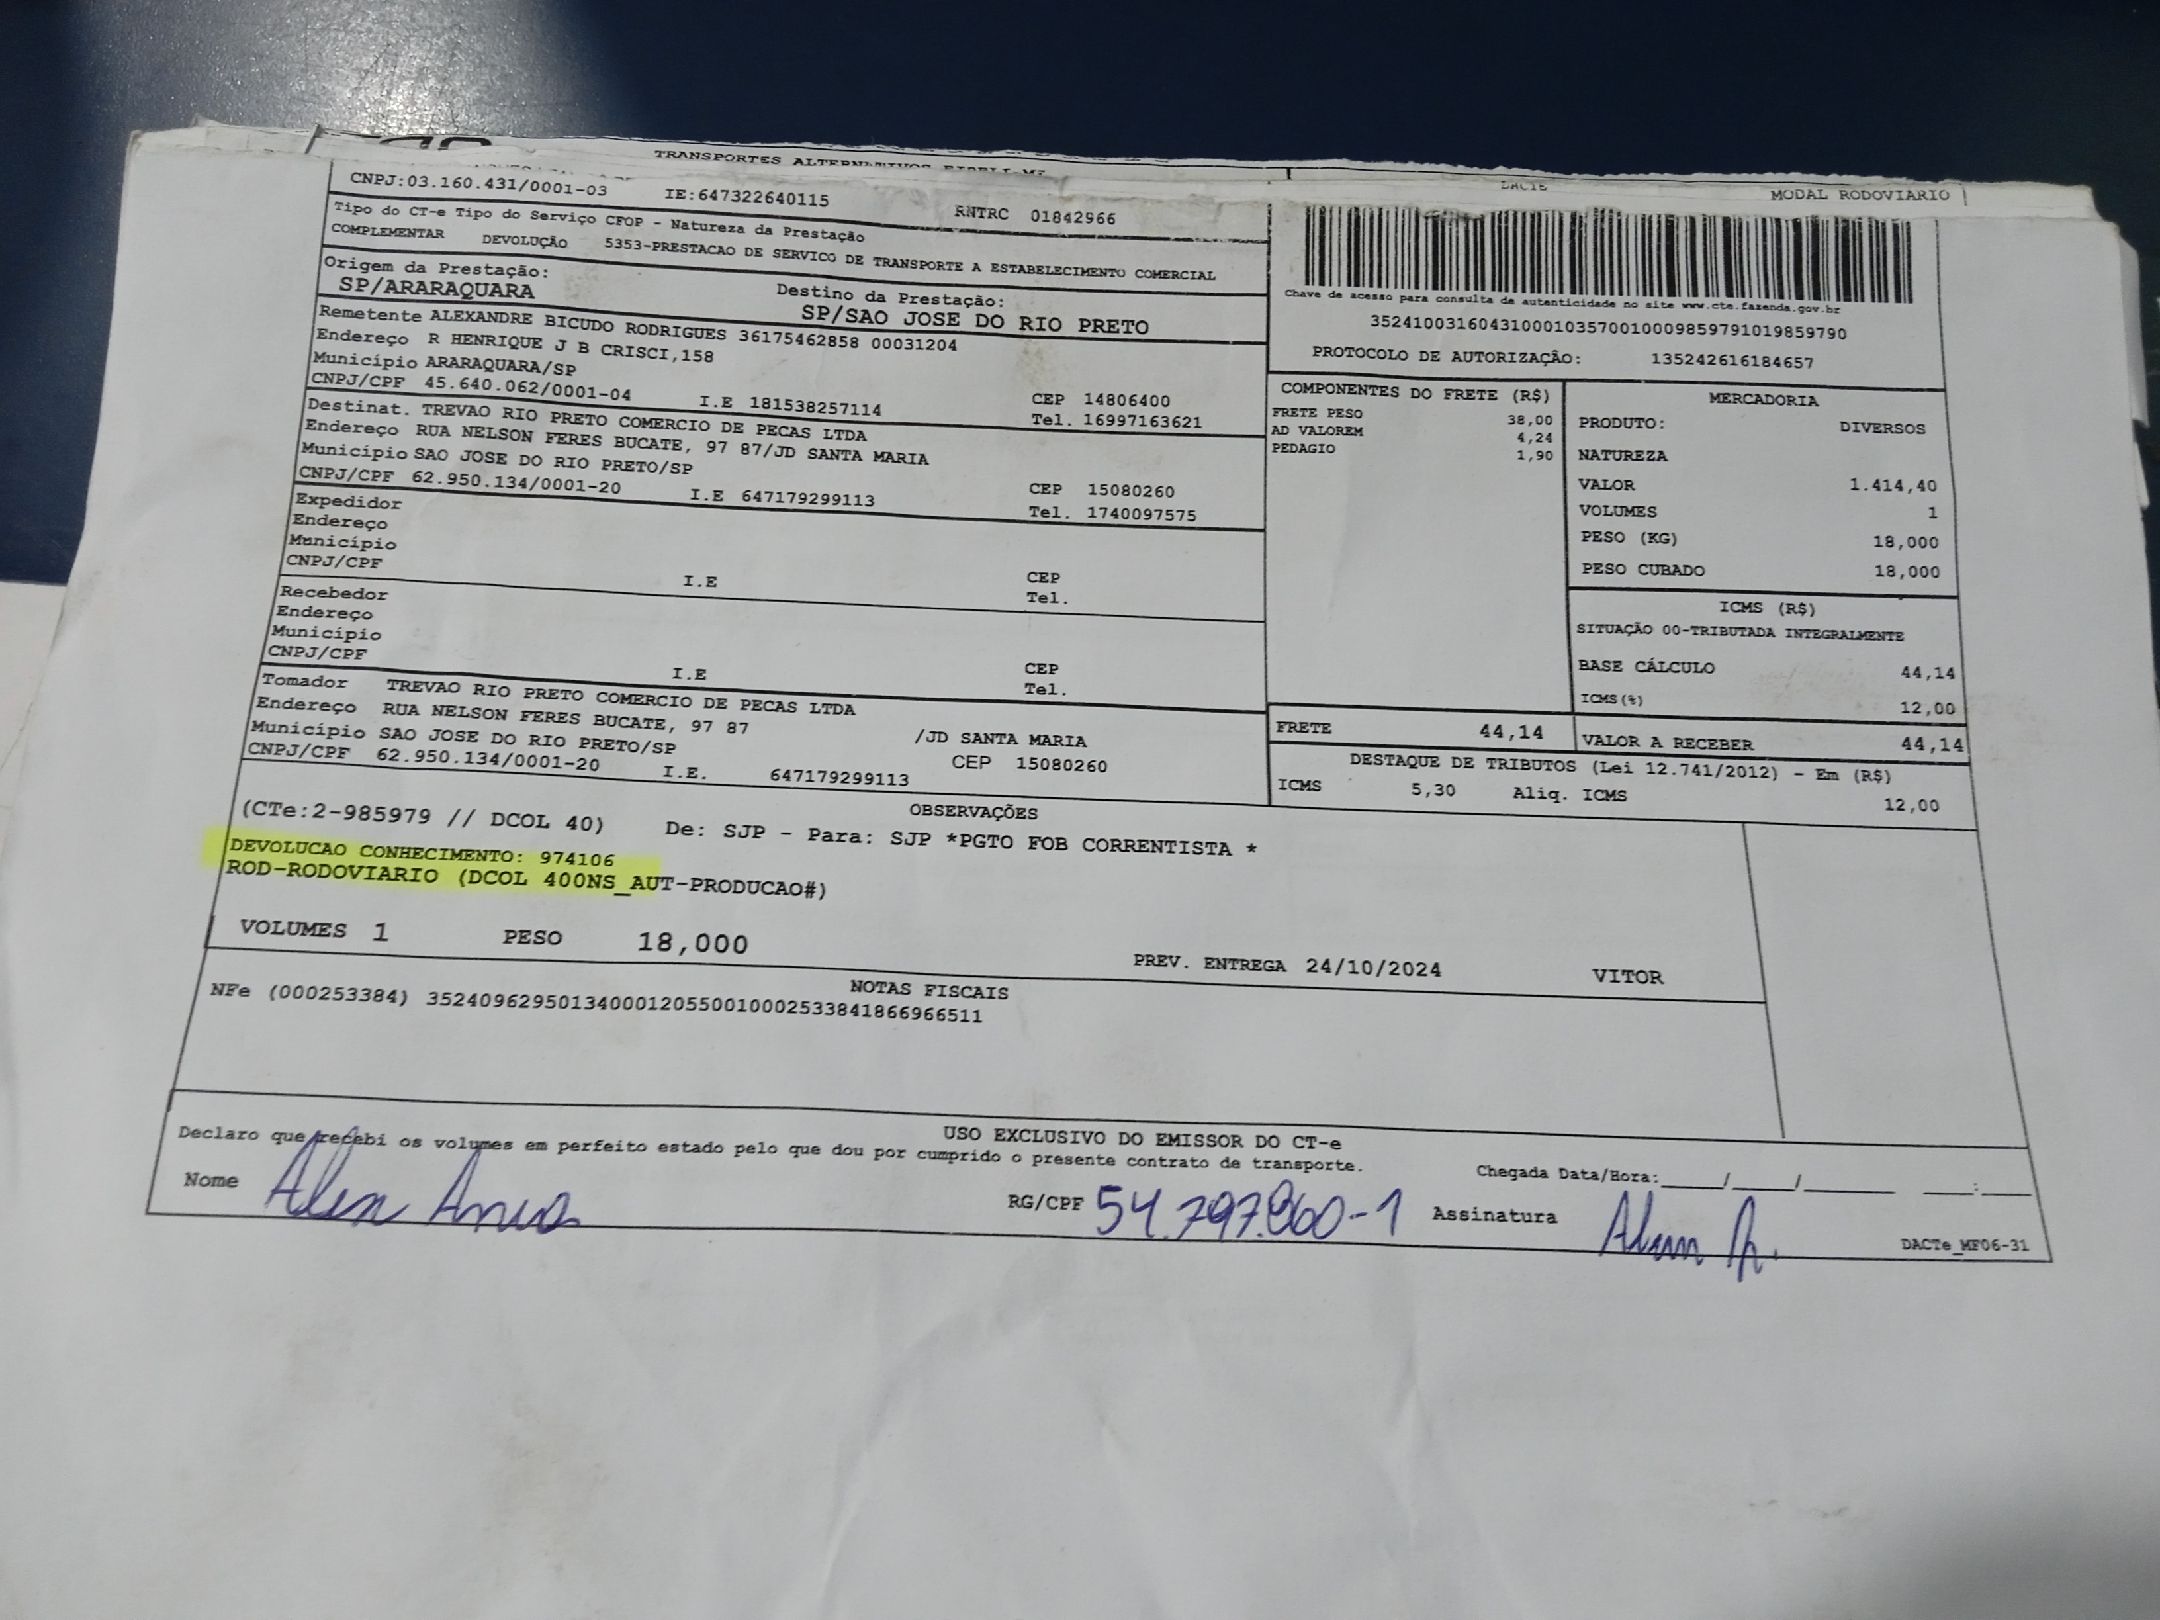 TRANSPORTES ALTERNATIVOS EIRELI-ME
DACTE
MODAL RODOVIARIO
CNPJ:03.160.431/0001-03 IE:647322640115 RNTRC 01842966
Tipo do CT-e Tipo do Serviço CFOP - Natureza da Prestação
COMPLEMENTAR DEVOLUÇÃO 5353-PRESTACAO DE SERVICO DE TRANSPORTE A ESTABELECIMENTO COMERCIAL
Origem da Prestação: Destino da Prestação:
SP/ARARAQUARA SP/SAO JOSE DO RIO PRETO
Chave de acesso para consulta de autenticidade no site www.cte.fazenda.gov.br
35241003160431000103570010009859791019859790
PROTOCOLO DE AUTORIZAÇÃO: 135242616184657
Remetente ALEXANDRE BICUDO RODRIGUES 36175462858 00031204
Endereço R HENRIQUE J B CRISCI,158
Município ARARAQUARA/SP CEP 14806400
CNPJ/CPF 45.640.062/0001-04 I.E 181538257114 Tel. 16997163621
Destinat. TREVAO RIO PRETO COMERCIO DE PECAS LTDA
Endereço RUA NELSON FERES BUCATE, 97 87/JD SANTA MARIA
Município SAO JOSE DO RIO PRETO/SP CEP 15080260
CNPJ/CPF 62.950.134/0001-20 I.E 647179299113 Tel. 1740097575
Expedidor
Endereço
Município CEP
CNPJ/CPF I.E Tel.
Recebedor
Endereço
Município CEP
CNPJ/CPF I.E Tel.
Tomador TREVAO RIO PRETO COMERCIO DE PECAS LTDA
Endereço RUA NELSON FERES BUCATE, 97 87 /JD SANTA MARIA
Município SAO JOSE DO RIO PRETO/SP CEP 15080260
CNPJ/CPF 62.950.134/0001-20 I.E. 647179299113
COMPONENTES DO FRETE (R$)
FRETE PESO 38,00
AD VALOREM 4,24
PEDAGIO 1,90
MERCADORIA
PRODUTO: DIVERSOS
NATUREZA
VALOR 1.414,40
VOLUMES 1
PESO (KG) 18,000
PESO CUBADO 18,000
ICMS (R$)
SITUAÇÃO 00-TRIBUTADA INTEGRALMENTE
BASE CÁLCULO 44,14
ICMS(%) 12,00
FRETE 44,14 VALOR A RECEBER 44,14
DESTAQUE DE TRIBUTOS (Lei 12.741/2012) - Em (R$)
ICMS 5,30 Aliq. ICMS 12,00
OBSERVAÇÕES
(CTe:2-985979 // DCOL 40) De: SJP - Para: SJP *PGTO FOB CORRENTISTA *
DEVOLUCAO CONHECIMENTO: 974106
ROD-RODOVIARIO (DCOL 400NS_AUT-PRODUCAO#)
VOLUMES 1 PESO 18,000 PREV. ENTREGA 24/10/2024 VITOR
NOTAS FISCAIS
NFe (000253384) 35240962950134000120550010002533841866966511
USO EXCLUSIVO DO EMISSOR DO CT-e
Declaro que recebi os volumes em perfeito estado pelo que dou por cumprido o presente contrato de transporte.
Chegada Data/Hora:_____/_____/_______ ____:____
Nome Alex RG/CPF 54.797.860-1 Assinatura
DACTe_MF06-31